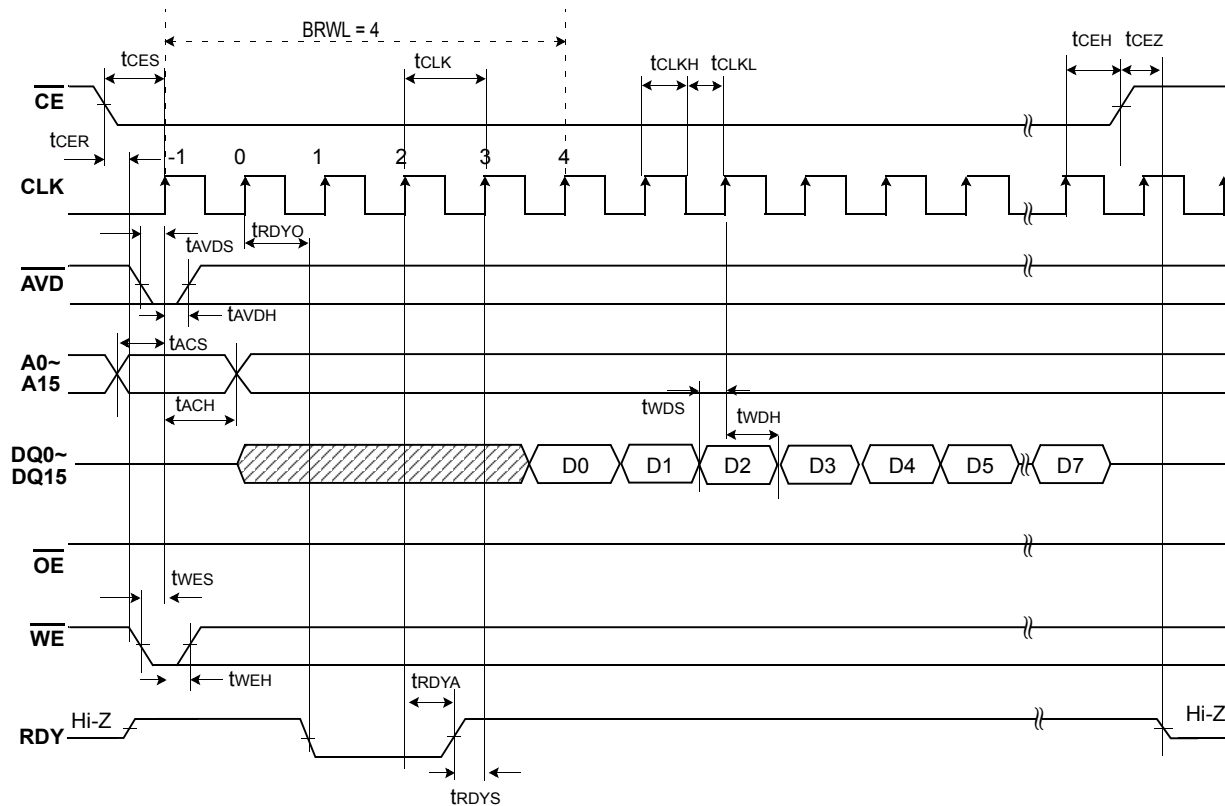 BRWL = 4
tCES
tCLK
tCLKH
tCLKL
tCEH
tCEZ
CE
tCER
-1
0
1
2
3
4
CLK
tRDYO
tAVDS
AVD
tAVDH
tACS
A0~
A15
tACH
tWDS
tWDH
DQ0~
DQ15
D0
D1
D2
D3
D4
D5
D7
OE
tWES
WE
tWEH
tRDYA
Hi-Z
Hi-Z
RDY
tRDYS